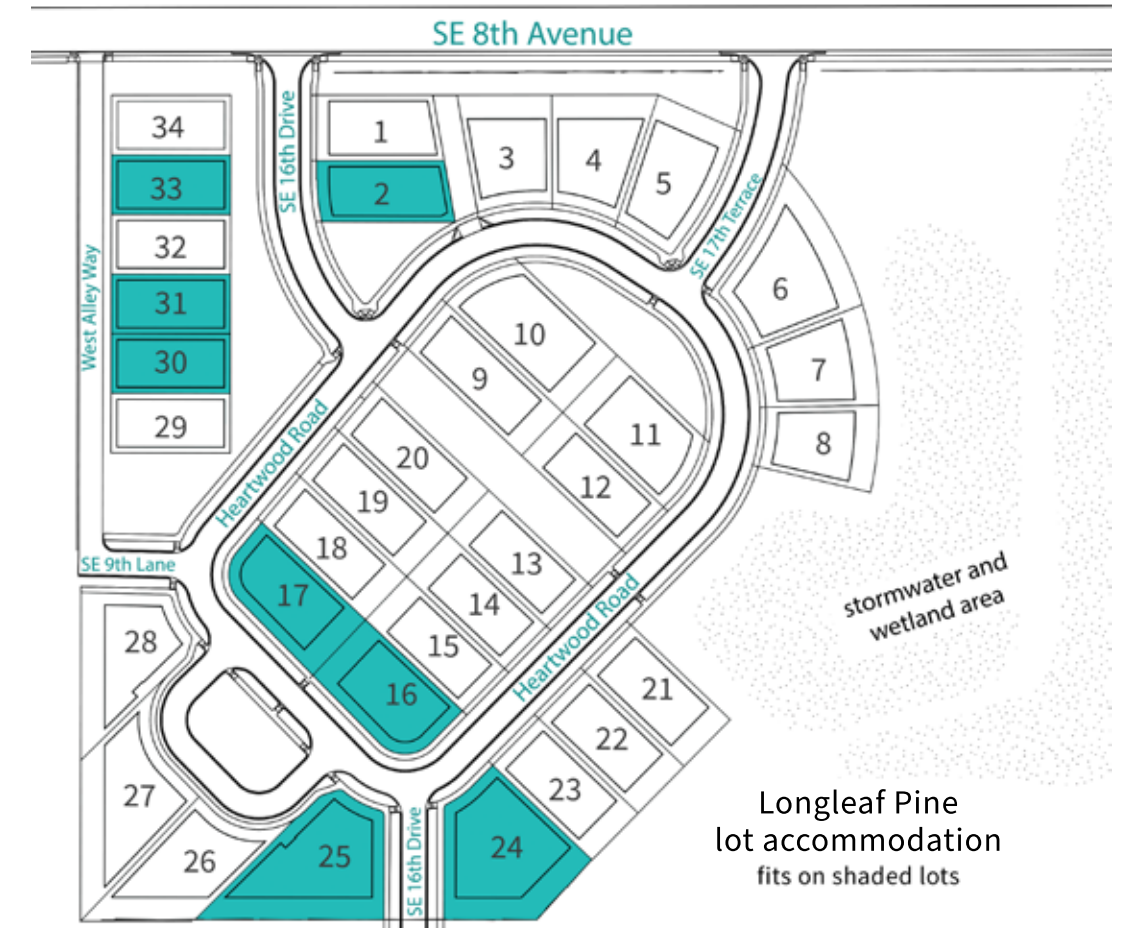 SE 8th Avenue
34
33
32
31
30
29
West Alley Way
SE 16th Drive
1
2
3
4
5
SE 17th Terrace
6
7
8
10
9
11
12
20
19
18
17
13
14
15
16
Heartwood Road
Heartwood Road
SE 9th Lane
28
27
26
25
24
23
22
21
SE 16th Drive
stormwater and
wetland area
Longleaf Pine
lot accommodation
fits on shaded lots